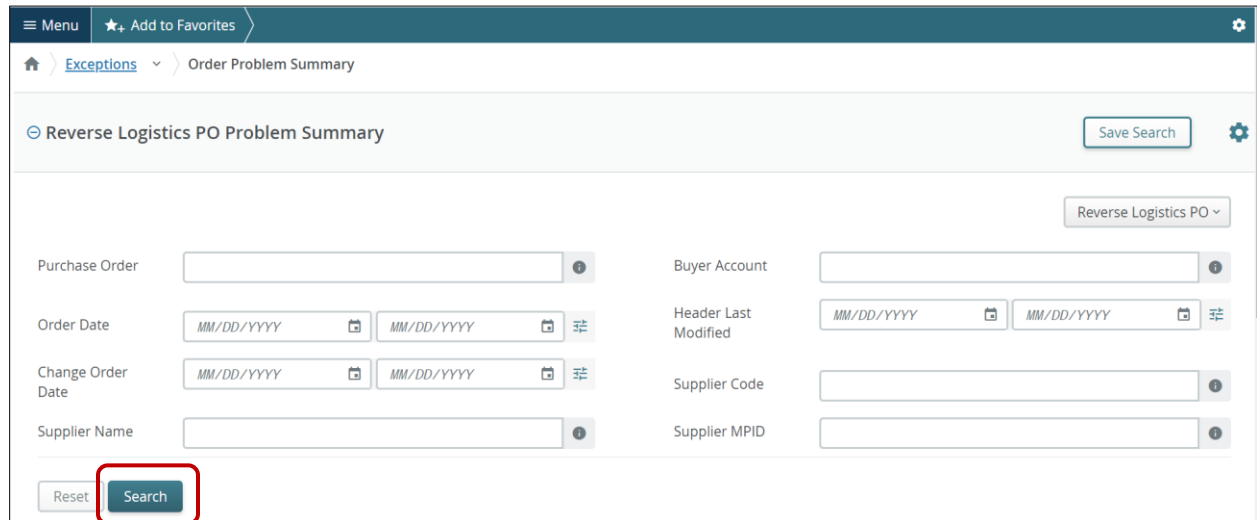 Menu Add to Favorites
Exceptions Order Problem Summary
Reverse Logistics PO Problem Summary Save Search
Reverse Logistics PO
Purchase Order Buyer Account
Order Date MM/DD/YYYY MM/DD/YYYY Header Last Modified MM/DD/YYYY MM/DD/YYYY
Change Order Date MM/DD/YYYY MM/DD/YYYY Supplier Code
Supplier Name Supplier MPID
Reset Search